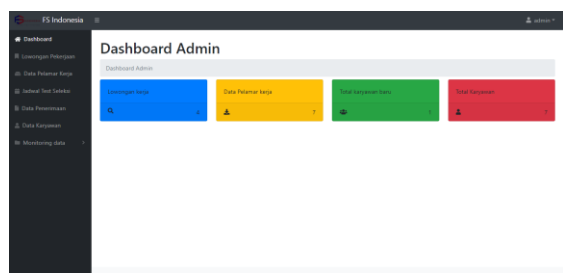 FS Indonesia
admin
Dashboard
Lowongan Pekerjaan
Data Pelamar Kerja
Jadwal Test Seleksi
Data Penerimaan
Data Karyawan
Monitoring data
Dashboard Admin
Dashboard Admin
Lowongan kerja
Data Pelamar kerja
7
Total karyawan baru
Total Karyawan